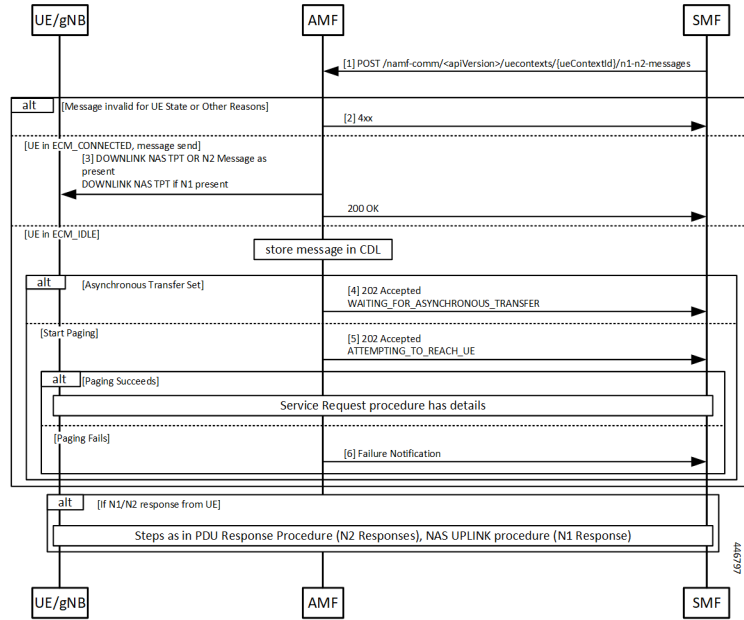 UE/gNB
AMF
SMF
[1] POST /namf-comm/<apiVersion>/uecontexts/{ueContextId}/n1-n2-messages
alt
[Message invalid for UE State or Other Reasons]
[2] 4xx
[UE in ECM_CONNECTED, message send]
[3] DOWNLINK NAS TPT OR N2 Message as
present
DOWNLINK NAS TPT if N1 present
200 OK
[UE in ECM_IDLE]
store message in CDL
alt
[Asynchronous Transfer Set]
[4] 202 Accepted
WAITING_FOR_ASYNCHRONOUS_TRANSFER
[Start Paging]
[5] 202 Accepted
ATTEMPTING_TO_REACH_UE
alt
[Paging Succeeds]
Service Request procedure has details
[Paging Fails]
[6] Failure Notification
alt
[If N1/N2 response from UE]
Steps as in PDU Response Procedure (N2 Responses), NAS UPLINK procedure (N1 Response)
446797
UE/gNB
AMF
SMF